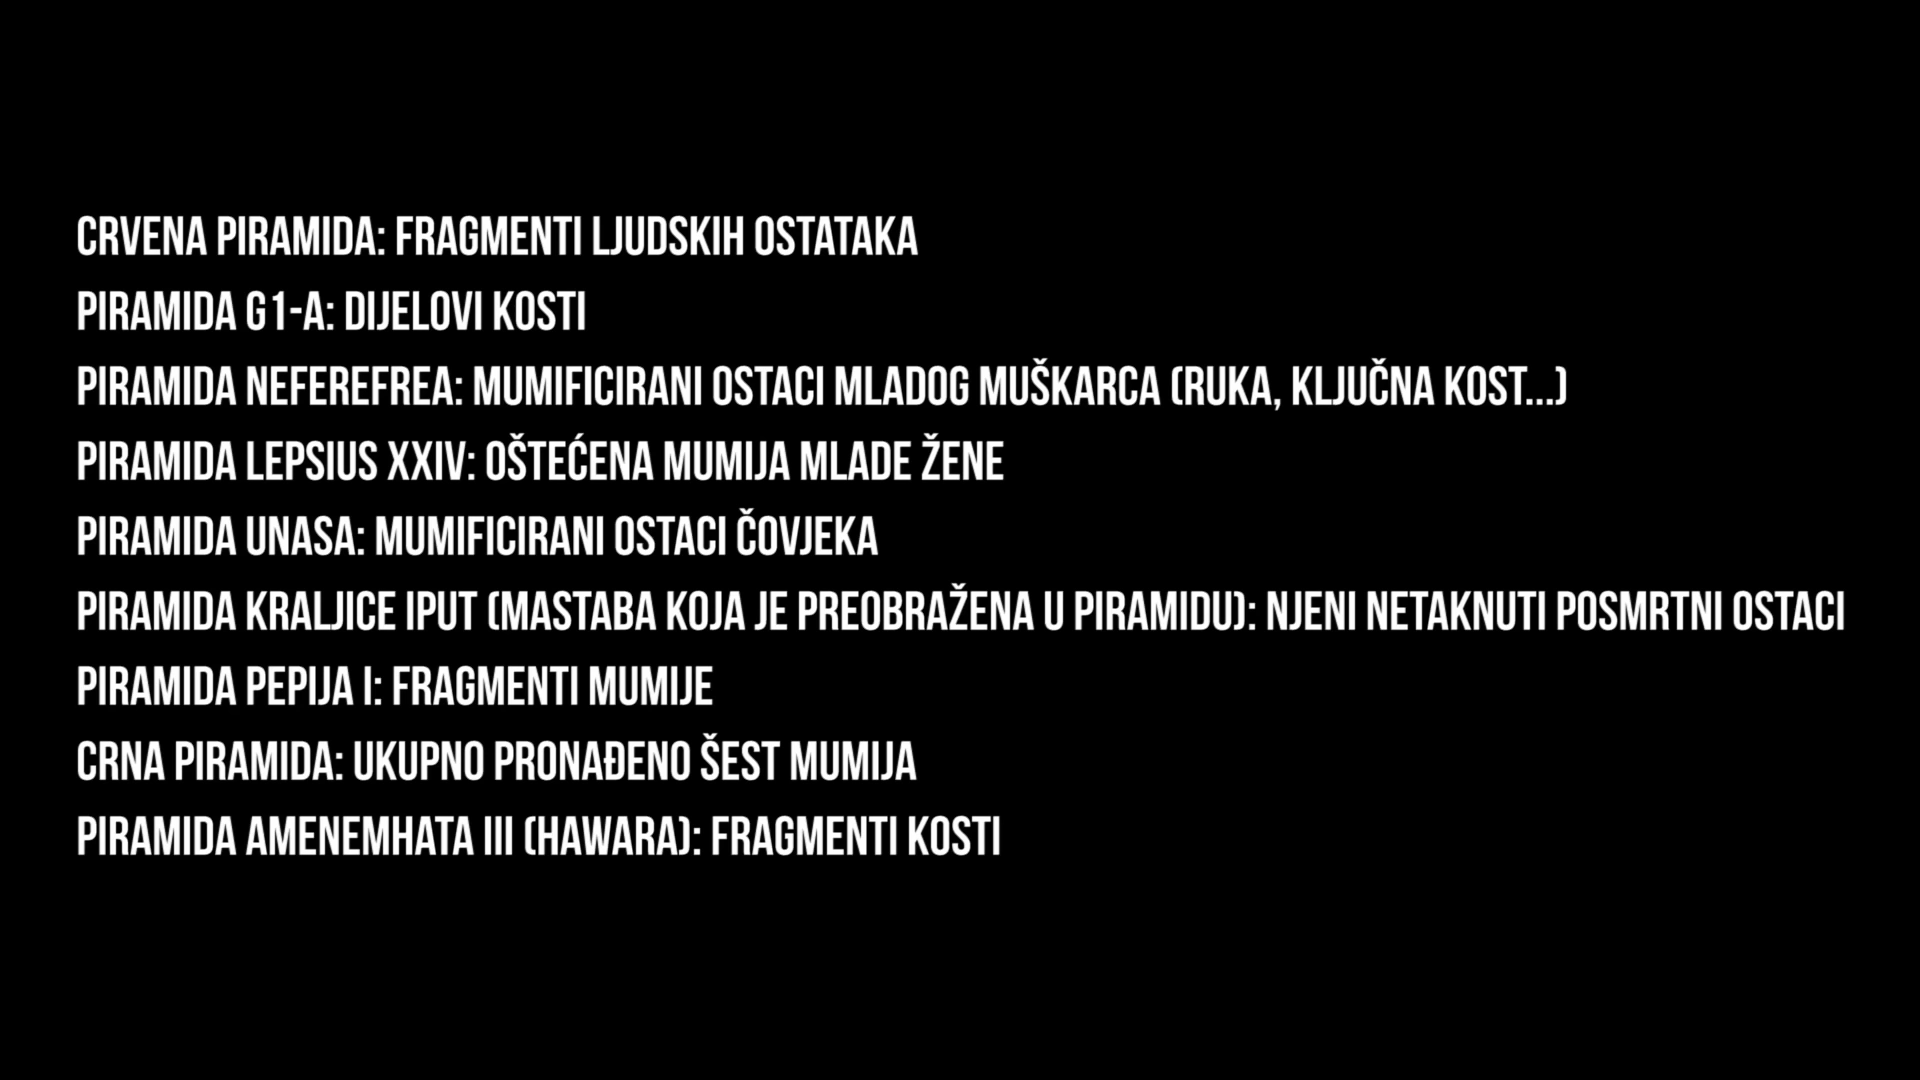 CRVENA PIRAMIDA: FRAGMENTI LJUDSKIH OSTATAKA
PIRAMIDA G1-A: DIJELOVI KOSTI
PIRAMIDA NEFEREFREA: MUMIFICIRANI OSTACI MLADOG MUŠKARCA (RUKA, KLJUČNA KOST...)
PIRAMIDA LEPSIUS XXIV: OŠTEĆENA MUMIJA MLADE ŽENE
PIRAMIDA UNASA: MUMIFICIRANI OSTACI ČOVJEKA
PIRAMIDA KRALJICE IPUT (MASTABA KOJA JE PREOBRAŽENA U PIRAMIDU): NJENI NETAKNUTI POSMRTNI OSTACI
PIRAMIDA PEPIJA I: FRAGMENTI MUMIJE
CRNA PIRAMIDA: UKUPNO PRONAĐENO ŠEST MUMIJA
PIRAMIDA AMENEMHATA III (HAWARA): FRAGMENTI KOSTI